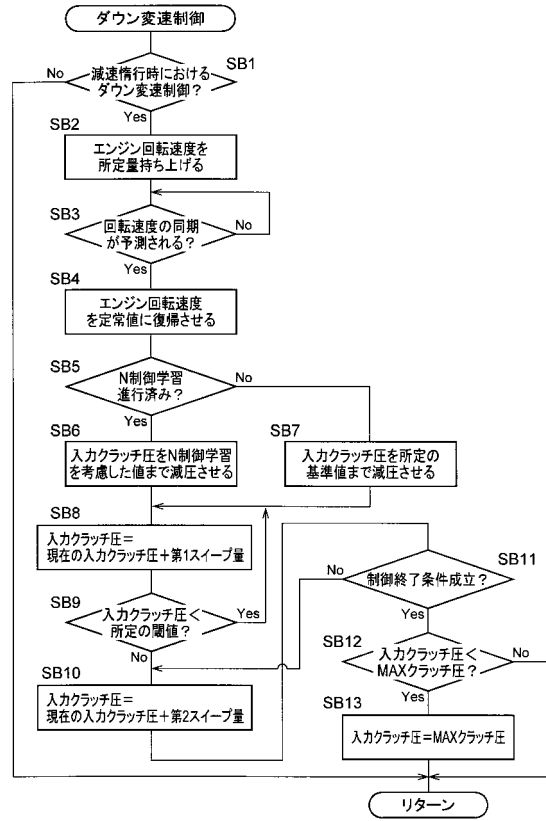 ダウン変速制御
SB1
減速惰行時における
ダウン変速制御？
No
Yes
SB2
エンジン回転速度を
所定量持ち上げる
SB3
回転速度の同期
が予測される？
No
Yes
SB4
エンジン回転速度
を定常値に復帰させる
SB5
N制御学習
進行済み？
No
Yes
SB6
入力クラッチ圧をN制御学習
を考慮した値まで減圧させる
SB7
入力クラッチ圧を所定の
基準値まで減圧させる
SB8
入力クラッチ圧＝
現在の入力クラッチ圧＋第1スイープ量
SB9
入力クラッチ圧＜
所定の閾値？
Yes
No
SB10
入力クラッチ圧＝
現在の入力クラッチ圧＋第2スイープ量
SB11
制御終了条件成立？
No
Yes
SB12
入力クラッチ圧＜
MAXクラッチ圧？
No
Yes
SB13
入力クラッチ圧＝MAXクラッチ圧
リターン